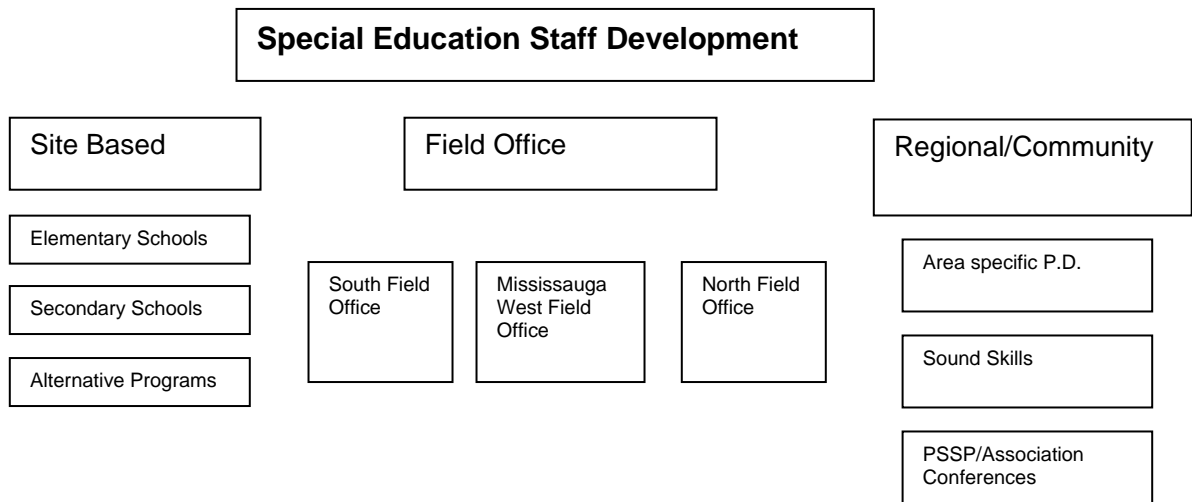 Special Education Staff Development
Site Based
Elementary Schools
Secondary Schools
Alternative Programs
Field Office
South Field
Office
Mississauga
West Field
Office
North Field
Office
Regional/Community
Area specific P.D.
Sound Skills
PSSP/Association
Conferences